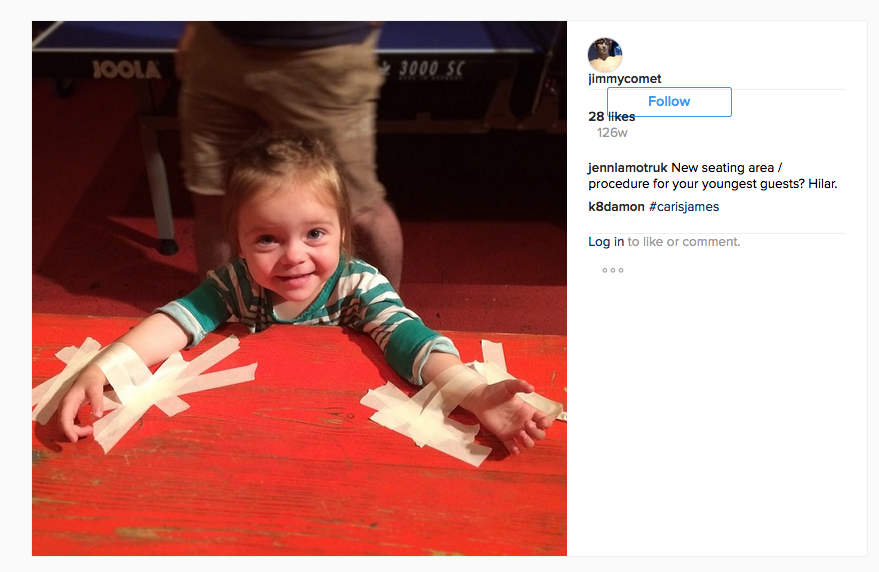 JOOLA
3000 SC
jimmycomet
Follow
28 likes
126w
jennlamotruk New seating area /
procedure for your youngest guests? Hilar.
k8damon #carisjames
Log in to like or comment.